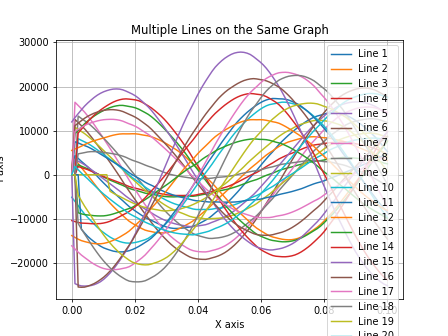 Multiple Lines on the Same Graph
30000
20000
10000
0
−10000
−20000
0.00
0.02
0.04
0.06
X axis
Line 1
Line 2
Line 3
Line 4
Line 5
Line 6
Line 7
Line 8
Line 9
Line 10
Line 11
Line 12
Line 13
Line 14
Line 15
Line 16
Line 17
Line 18
Line 19
Line 20